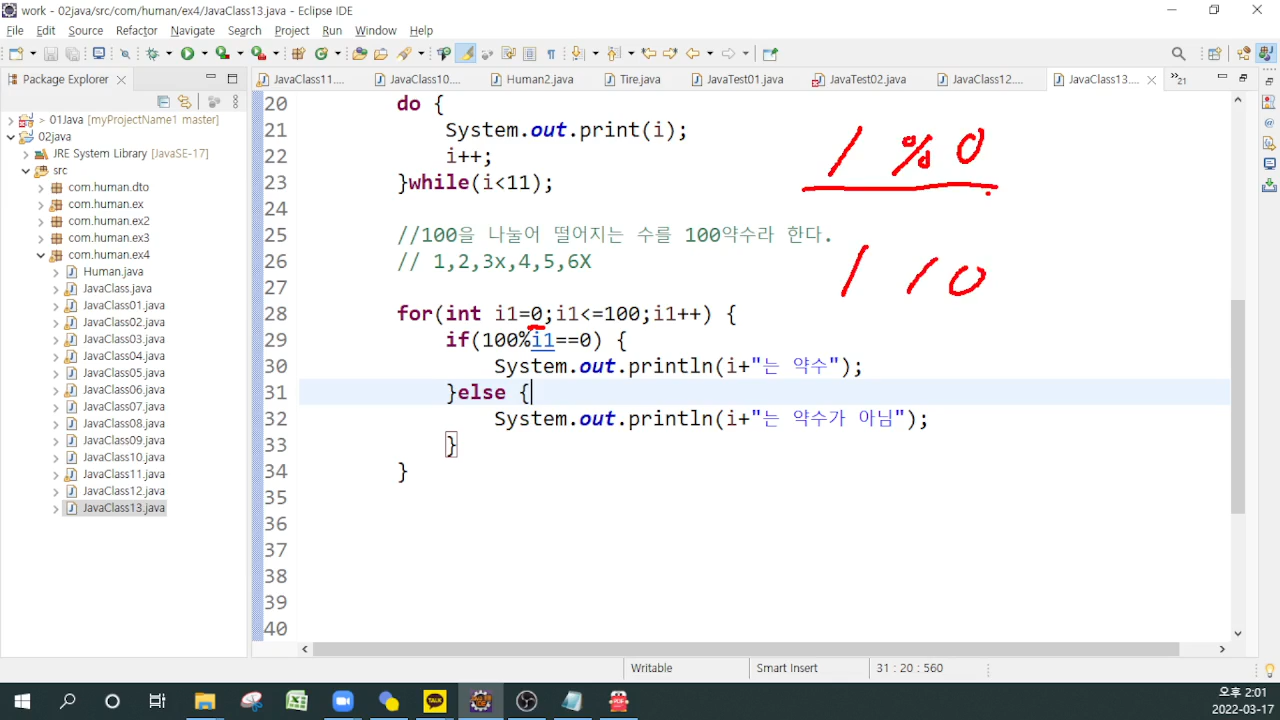 work - 02java/src/com/human/ex4/JavaClass13.java - Eclipse IDE
File Edit Source Refactor Navigate Search Project Run Window Help
Package Explorer
JavaClass11.... JavaClass10.... Human2.java Tire.java JavaTest01.java JavaTest02.java JavaClass12.... JavaClass13.... »21
> 01Java [myProjectName1 master]
02java
JRE System Library [JavaSE-17]
src
com.human.dto
com.human.ex
com.human.ex2
com.human.ex3
com.human.ex4
Human.java
JavaClass.java
JavaClass01.java
JavaClass02.java
JavaClass03.java
JavaClass04.java
JavaClass05.java
JavaClass06.java
JavaClass07.java
JavaClass08.java
JavaClass09.java
JavaClass10.java
JavaClass11.java
JavaClass12.java
JavaClass13.java
20 do {
21 System.out.print(i);
22 i++;
23 }while(i<11);
24
25 //100을 나눌어 떨어지는 수를 100약수라 한다.
26 // 1,2,3x,4,5,6X
27
28 for(int i1=0;i1<=100;i1++) {
29 if(100%i1==0) {
30 System.out.println(i+"는 약수");
31 }else {
32 System.out.println(i+"는 약수가 아님");
33 }
34 }
35
36
37
38
39
40
1 % 0
1 / 0
Writable Smart Insert 31 : 20 : 560
TALK
PDF
오후 2:01
2022-03-17